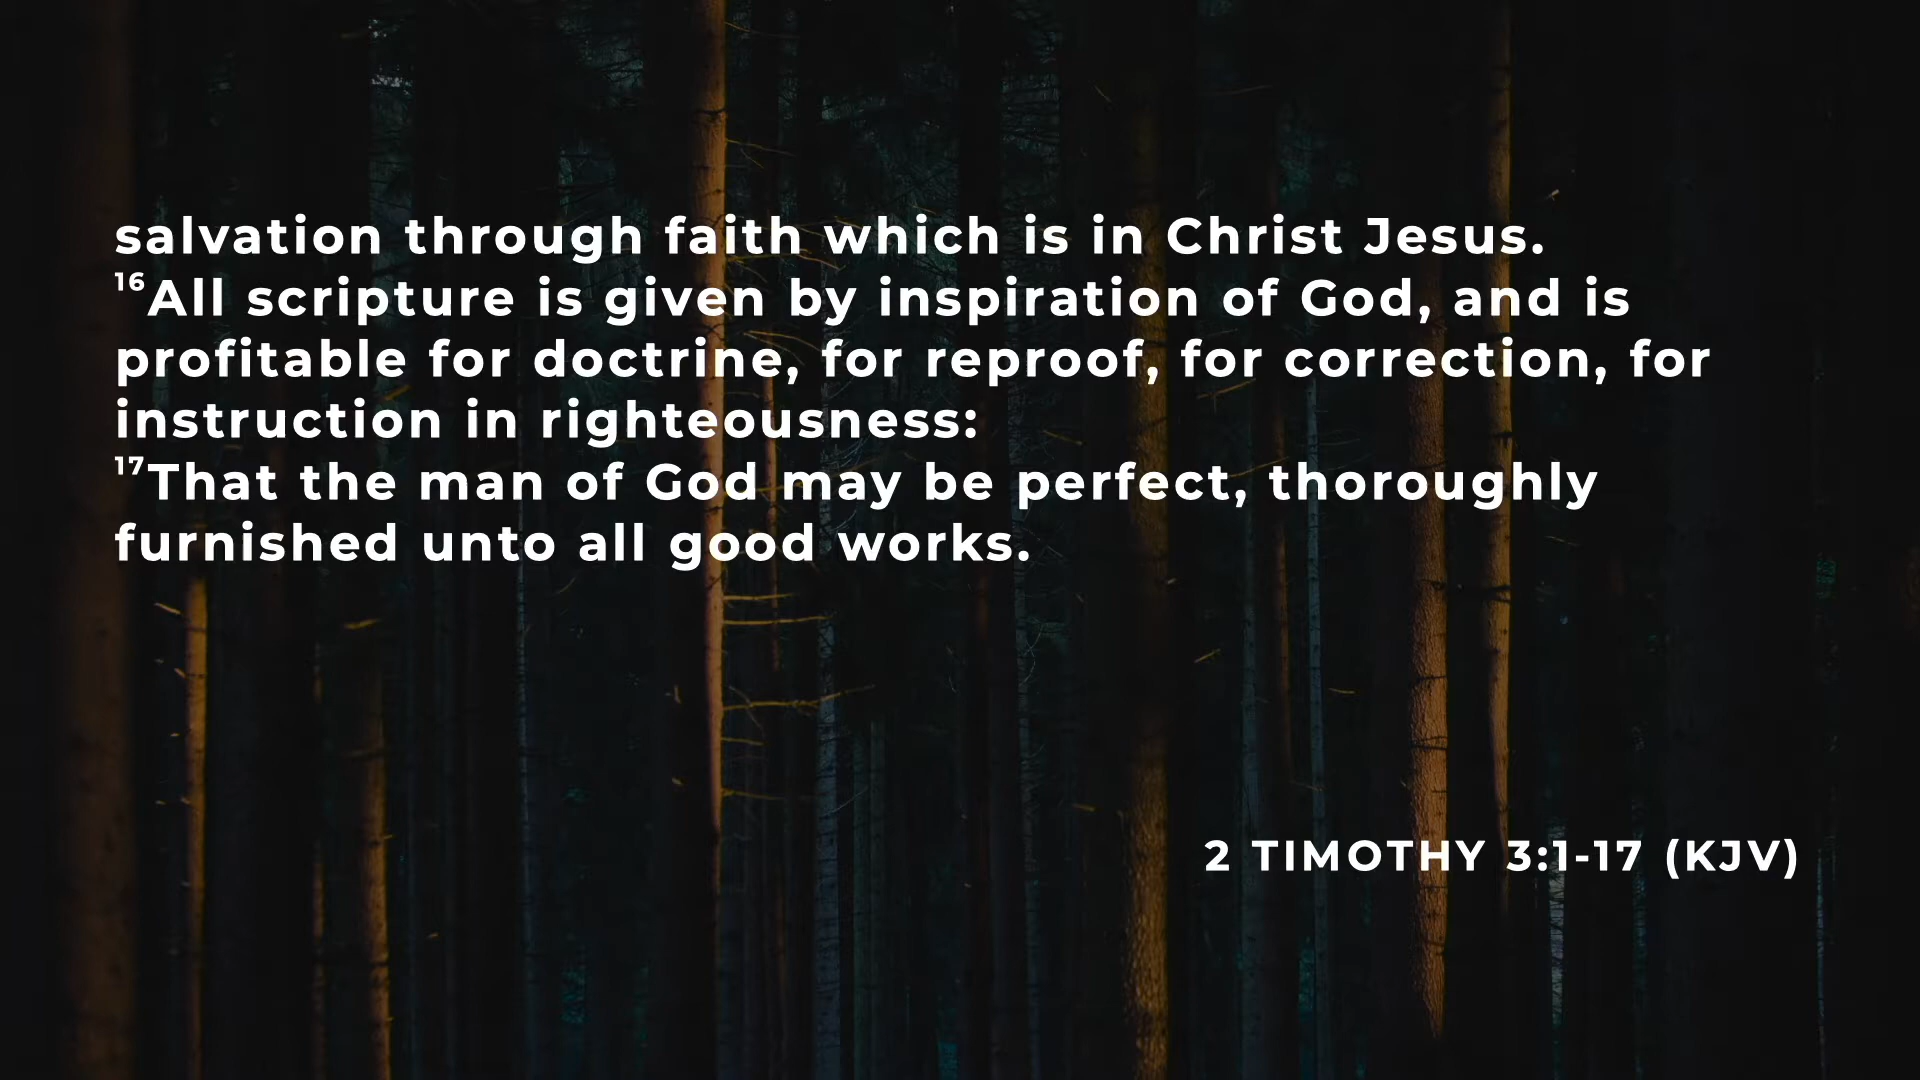 salvation through faith which is in Christ Jesus.
¹⁶All scripture is given by inspiration of God, and is
profitable for doctrine, for reproof, for correction, for
instruction in righteousness:
¹⁷That the man of God may be perfect, thoroughly
furnished unto all good works.
2 TIMOTHY 3:1-17 (KJV)